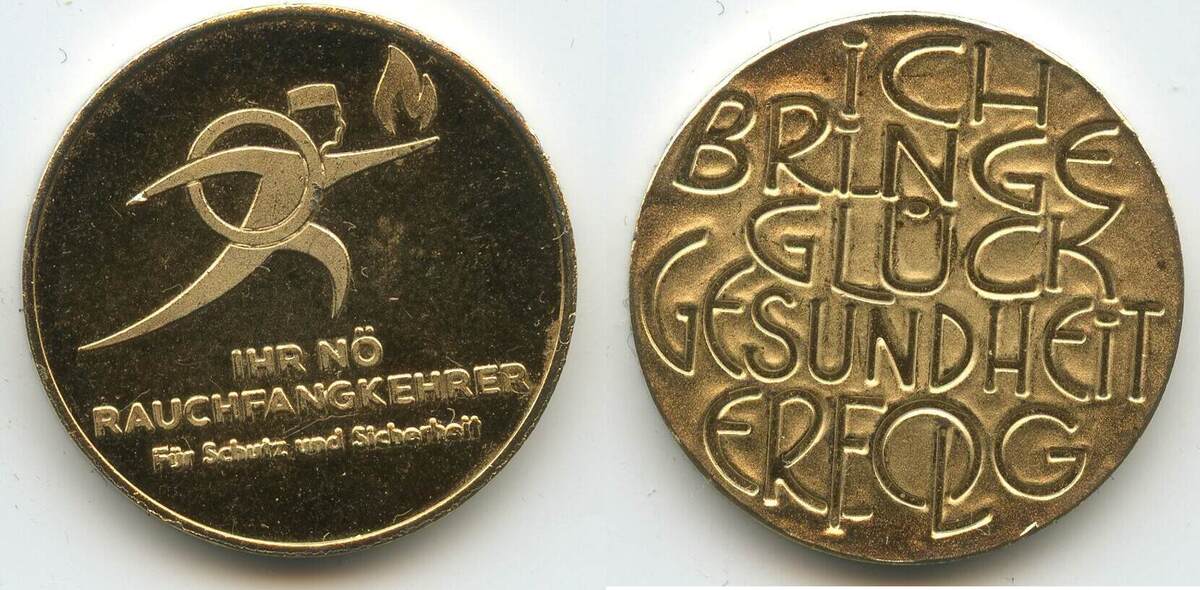 IHR NÖ
RAUCHFANGKEHRER
Für Schutz und Sicherheit
ICH
BRiNGE
GLÜCK
GESUNDHEiT
ERFOLG